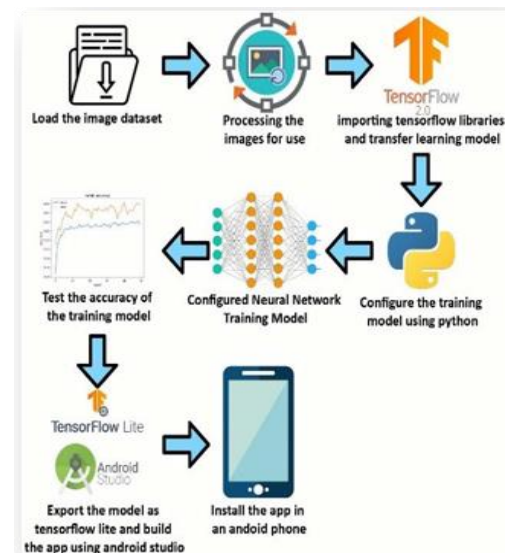 Load the image dataset
Processing the
images for use
TensorFlow
2.0
importing tensorflow libraries
and transfer learning model
Test the accuracy of
the training model
Configured Neural Network
Training Model
Configure the training
model using python
TensorFlow Lite
Android
Studio
Export the model as
tensorflow lite and build
the app using android studio
Install the app in
an andoid phone